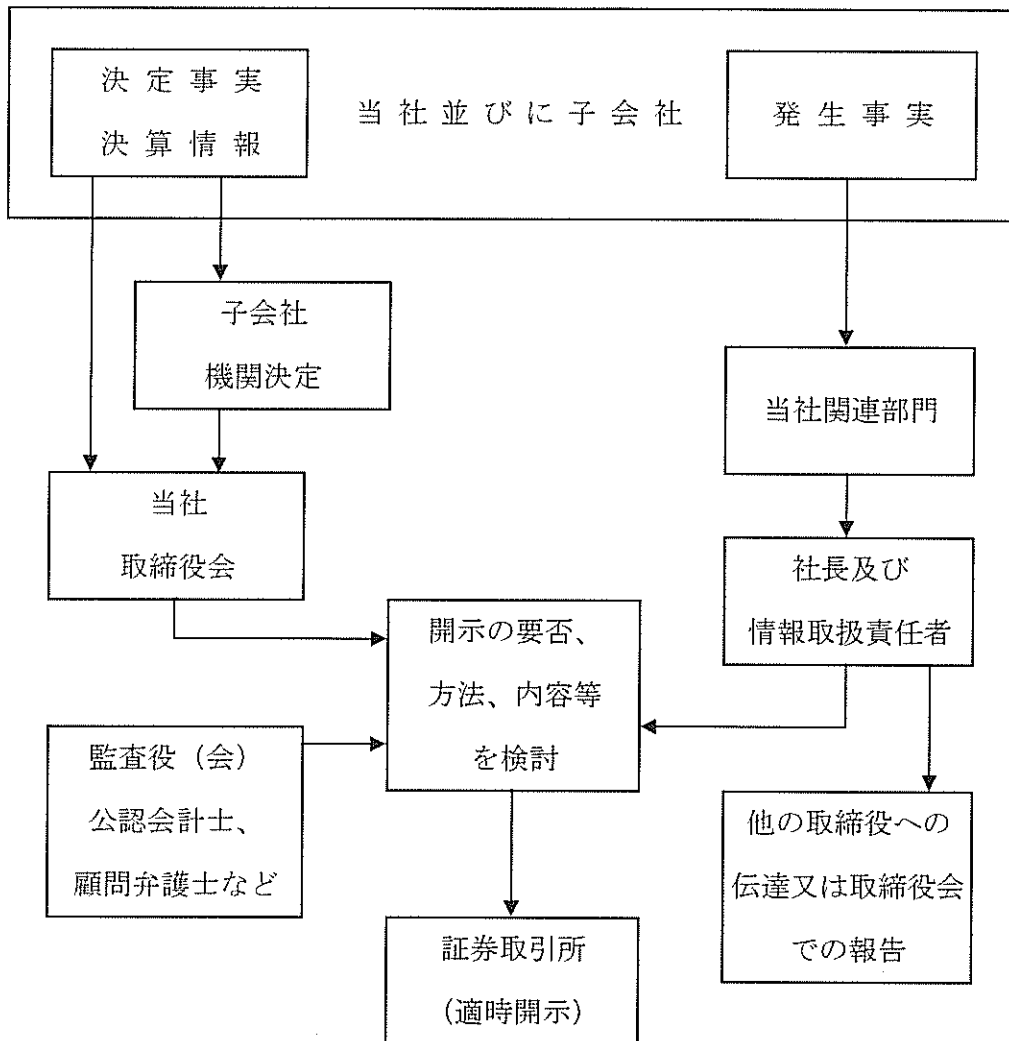 決定事実
決算情報
当社並びに子会社
発生事実
子会社
機関決定
当社関連部門
当社
取締役会
社長及び
情報取扱責任者
開示の要否、
方法、内容等
を検討
監査役（会）
公認会計士、
顧問弁護士など
他の取締役への
伝達又は取締役会
での報告
証券取引所
（適時開示）